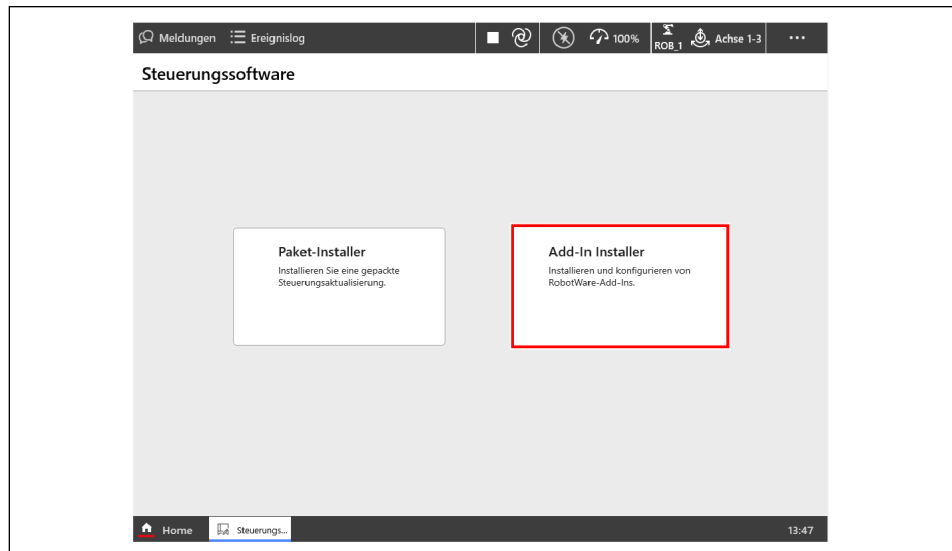 Meldungen Ereignislog 100% ROB_1 Achse 1-3 ...
Steuerungssoftware
Paket-Installer
Installieren Sie eine gepackte
Steuerungsaktualisierung.
Add-In Installer
Installieren und konfigurieren von
RobotWare-Add-Ins.
Home Steuerungs... 13:47